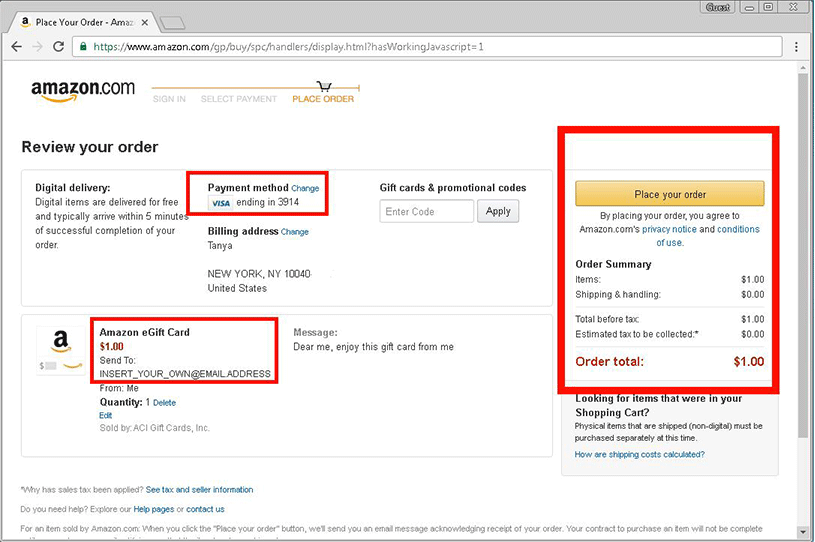 Guest
Place Your Order - Amaz
https://www.amazon.com/gp/buy/spc/handlers/display.html?hasWorkingJavascript=1
amazon.com
SIGN IN SELECT PAYMENT PLACE ORDER
Review your order
Digital delivery:
Digital items are delivered for free
and typically arrive within 5 minutes
of successful completion of your
order.
Payment method Change
VISA ending in 3914
Billing address Change
Tanya
NEW YORK, NY 10040
United States
Gift cards & promotional codes
Enter Code Apply
Place your order
By placing your order, you agree to
Amazon.com's privacy notice and conditions
of use.
Order Summary
Items: $1.00
Shipping & handling: $0.00
Total before tax: $1.00
Estimated tax to be collected:* $0.00
Order total: $1.00
a
$
Amazon eGift Card
$1.00
Send To:
INSERT_YOUR_OWN@EMAIL.ADDRESS
From: Me
Quantity: 1 Delete
Edit
Sold by: ACI Gift Cards, Inc.
Message:
Dear me, enjoy this gift card from me
Looking for items that were in your
Shopping Cart?
Physical items that are shipped (non-digital) must be
purchased separately at this time.
How are shipping costs calculated?
*Why has sales tax been applied? See tax and seller information
Do you need help? Explore our Help pages or contact us
For an item sold by Amazon.com: When you click the "Place your order" button, we'll send you an email message acknowledging receipt of your order. Your contract to purchase an item will not be complete